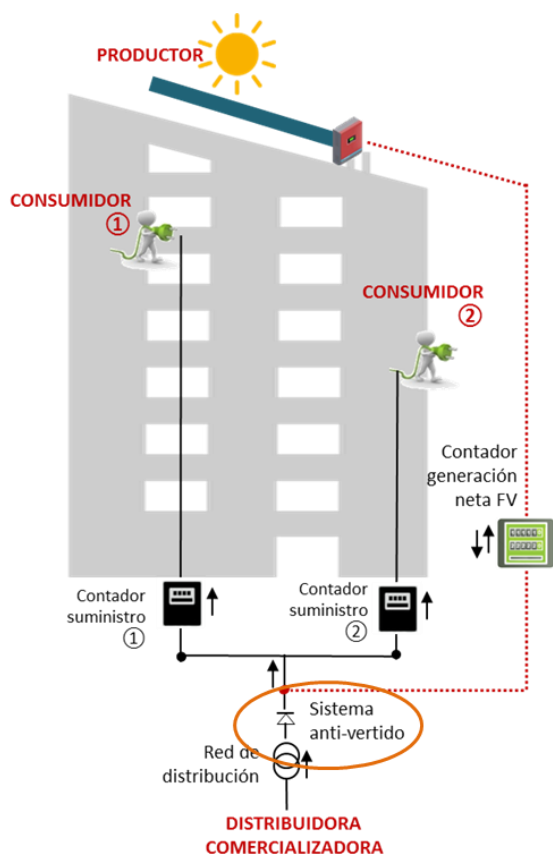 PRODUCTOR
CONSUMIDOR
①
CONSUMIDOR
②
Contador
generación
neta FV
Contador
suministro
①
Contador
suministro
②
Sistema
anti-vertido
Red de
distribución
DISTRIBUIDORA
COMERCIALIZADORA